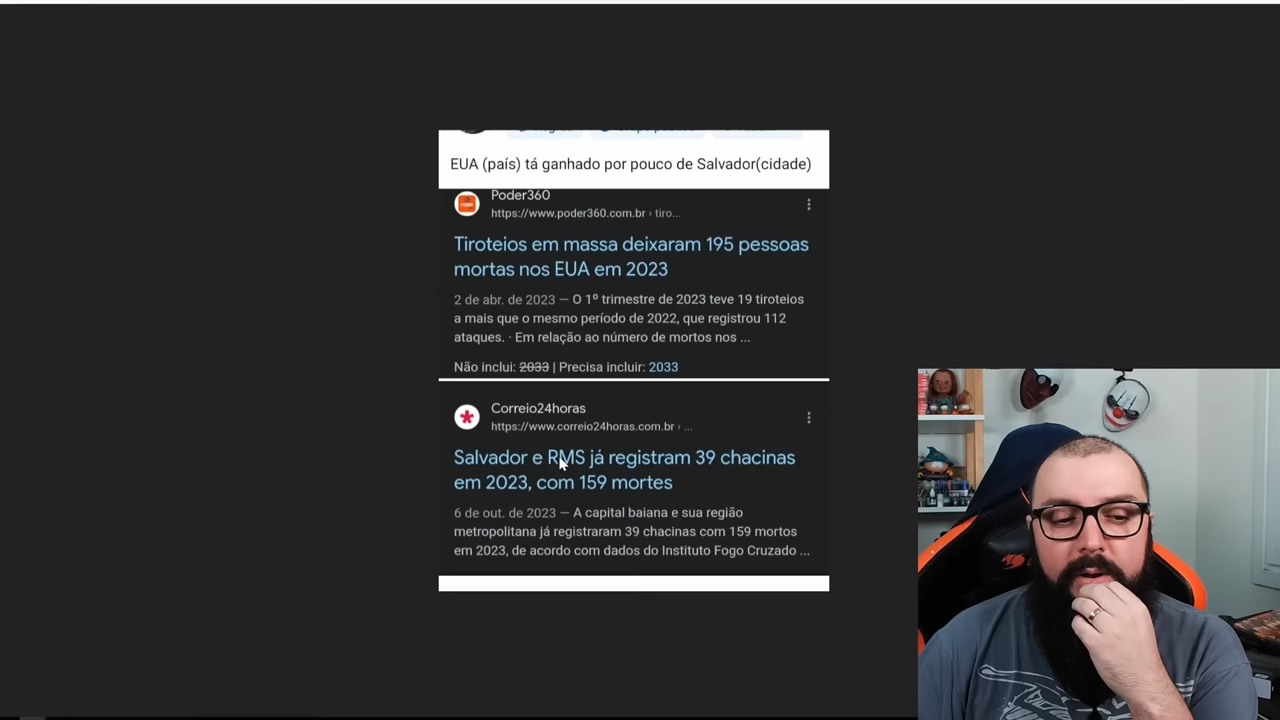 EUA (país) tá ganhado por pouco de Salvador(cidade)
Poder360
https://www.poder360.com.br › tiro...
Tiroteios em massa deixaram 195 pessoas
mortas nos EUA em 2023
2 de abr. de 2023 — O 1º trimestre de 2023 teve 19 tiroteios
a mais que o mesmo período de 2022, que registrou 112
ataques. · Em relação ao número de mortos nos ...
Não inclui: 2033 | Precisa incluir: 2033
Correio24horas
https://www.correio24horas.com.br › ...
Salvador e RMS já registram 39 chacinas
em 2023, com 159 mortes
6 de out. de 2023 — A capital baiana e sua região
metropolitana já registraram 39 chacinas com 159 mortos
em 2023, de acordo com dados do Instituto Fogo Cruzado ...